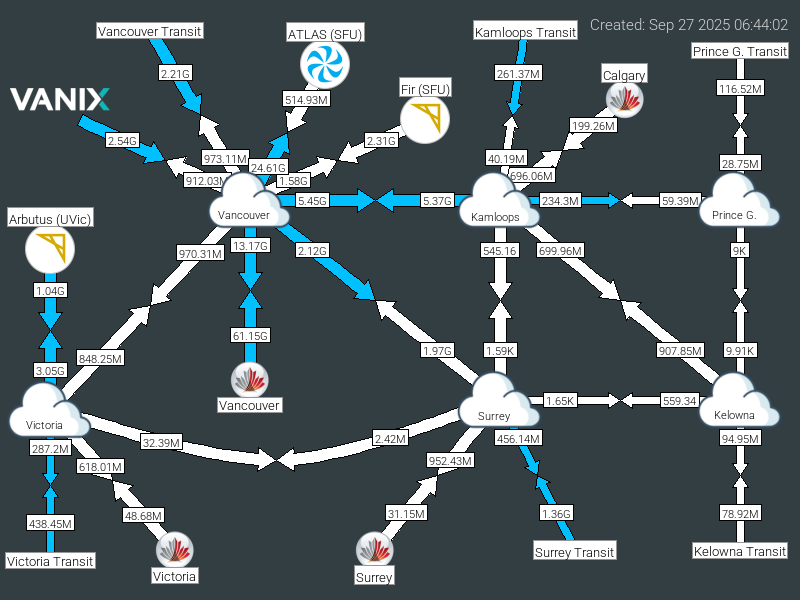 Created: Sep 27 2025 06:44:02
Vancouver Transit
ATLAS (SFU)
Kamloops Transit
Prince G. Transit
2.21G
261.37M
Calgary
116.52M
VANIX
514.93M
Fir (SFU)
199.26M
2.54G
2.31G
973.11M
40.19M
28.75M
912.03M
24.61G
1.58G
696.06M
Vancouver
5.45G
5.37G
Kamloops
234.3M
59.39M
Prince G.
Arbutus (UVic)
970.31M
13.17G
2.12G
545.16
699.96M
9K
1.04G
61.15G
848.25M
1.97G
1.59K
907.85M
9.91K
3.05G
Vancouver
Victoria
Surrey
1.65K
559.34
Kelowna
287.2M
32.39M
2.42M
456.14M
94.95M
618.01M
952.43M
438.45M
48.68M
31.15M
1.36G
78.92M
Victoria Transit
Victoria
Surrey
Surrey Transit
Kelowna Transit